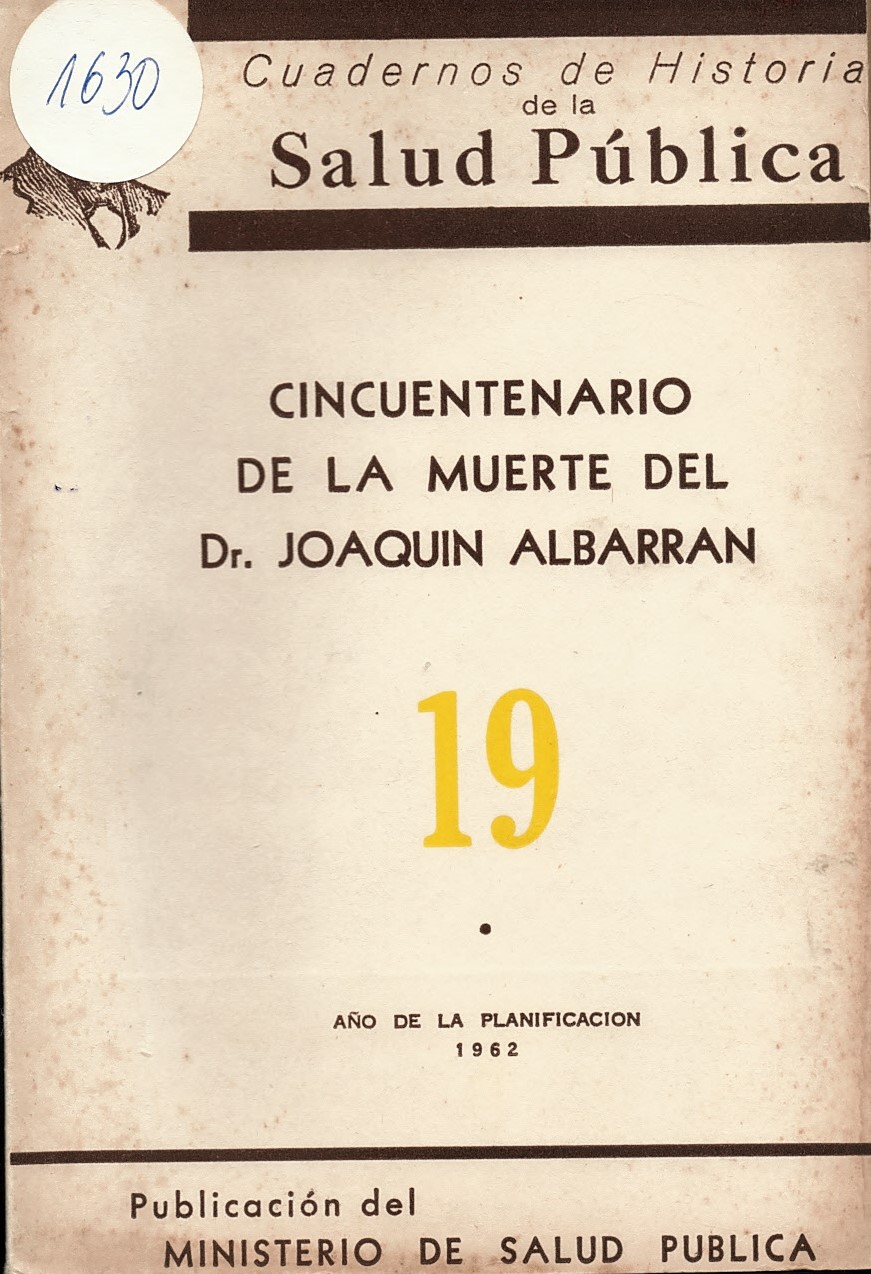 1630
Cuadernos de Historia
de la
Salud Pública
CINCUENTENARIO
DE LA MUERTE DEL
Dr. JOAQUIN ALBARRAN
19
AÑO DE LA PLANIFICACION
1962
Publicación del
MINISTERIO DE SALUD PUBLICA